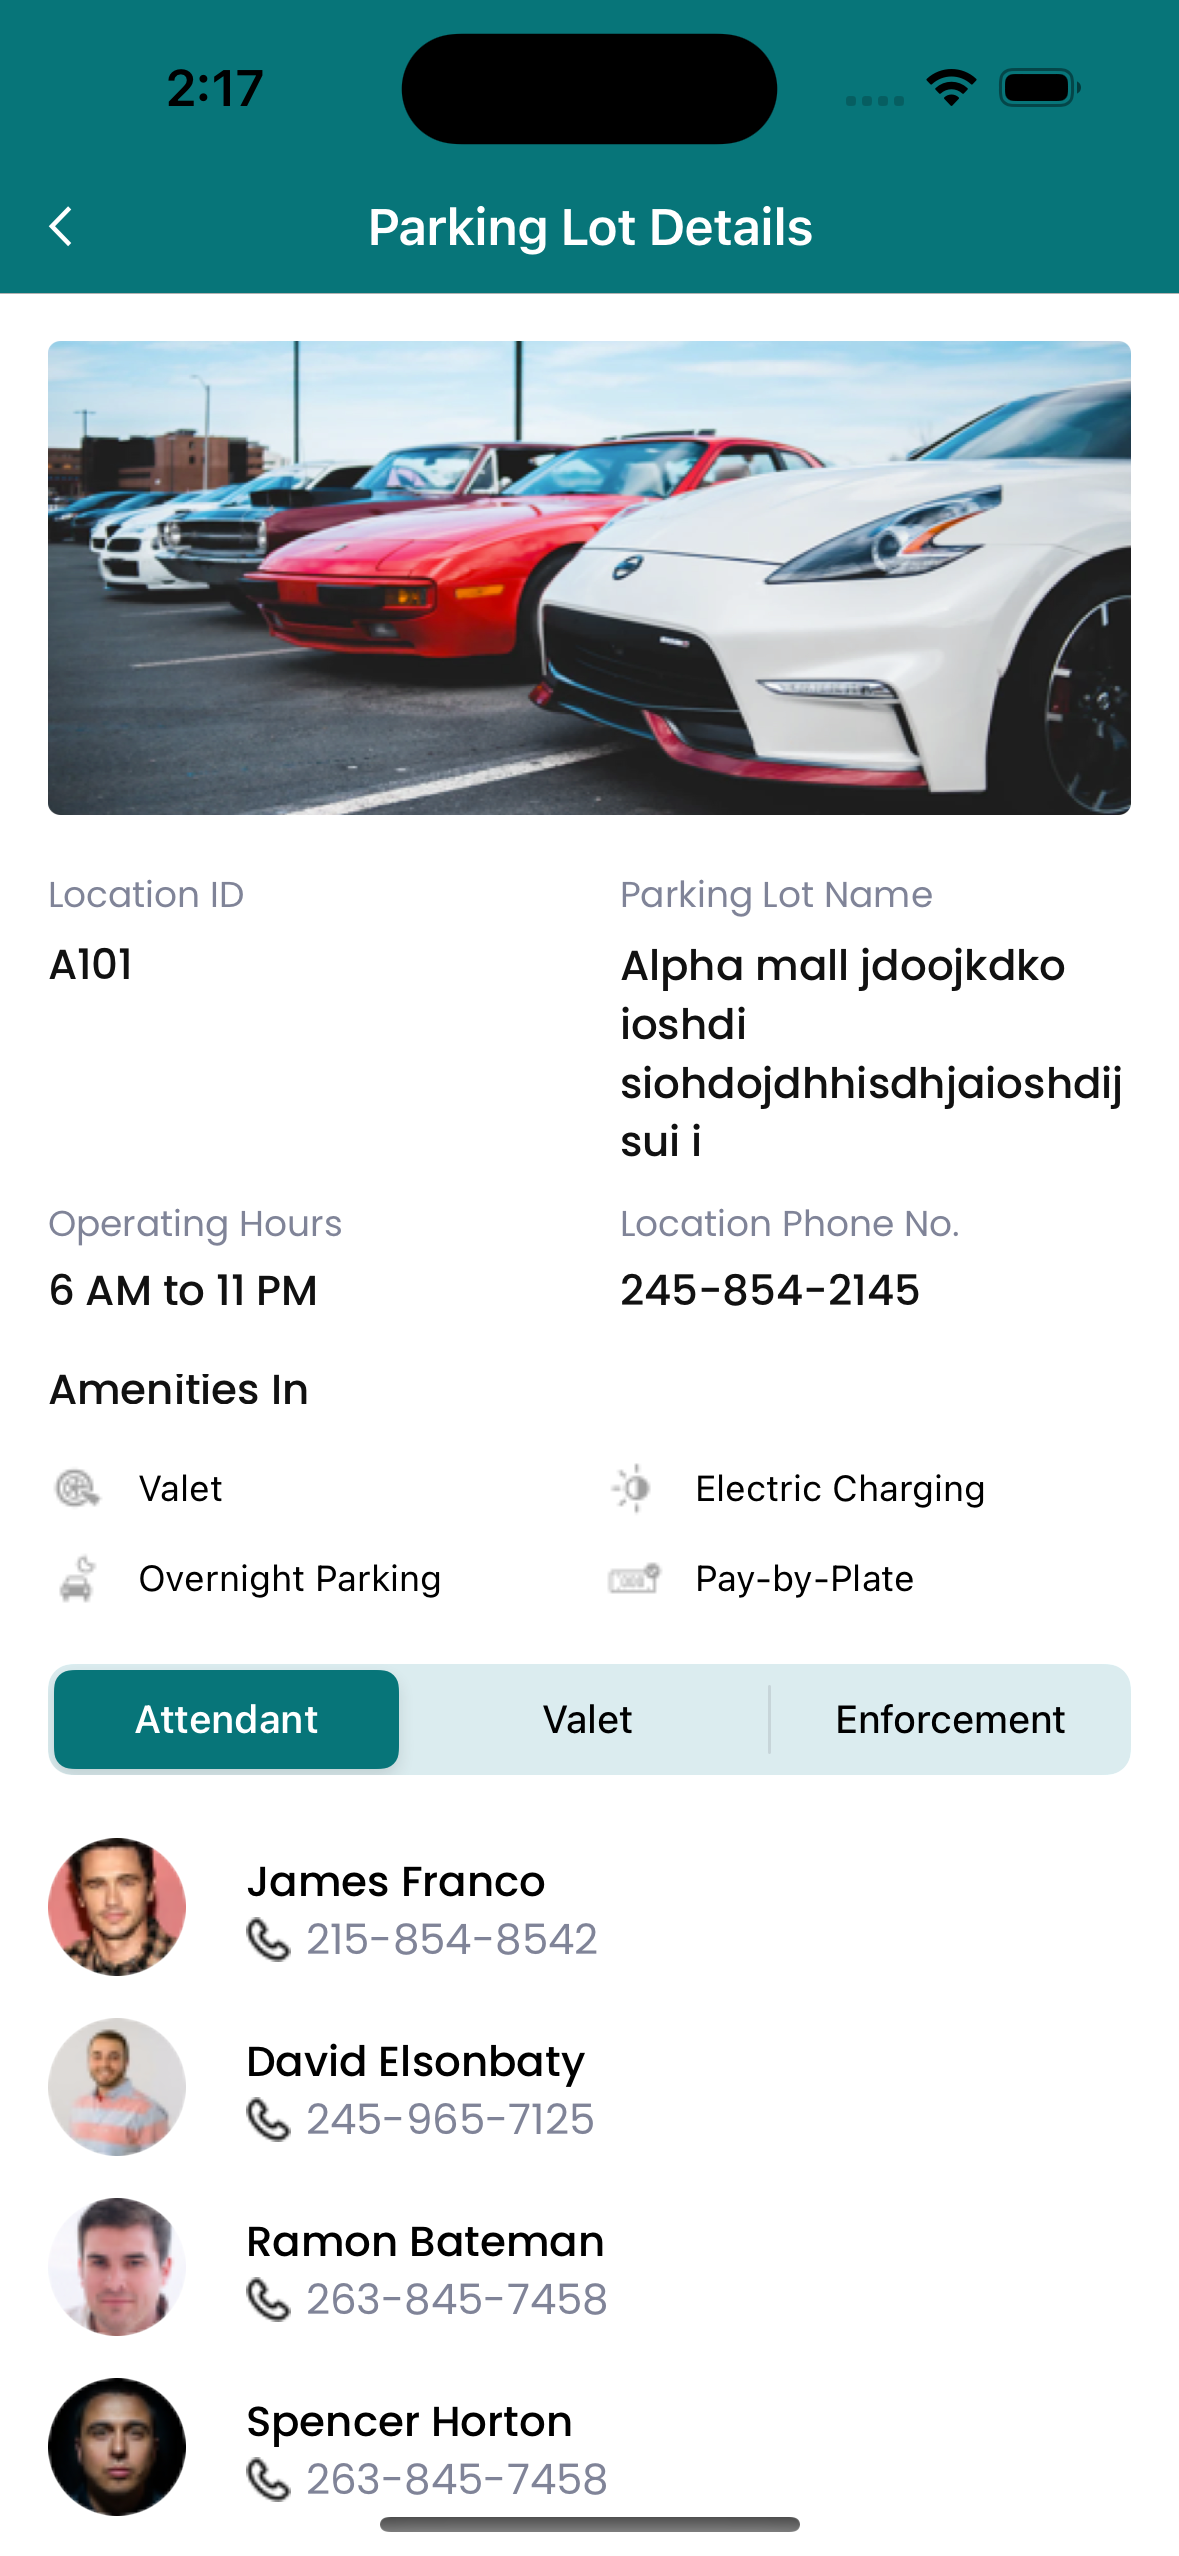 2:17
Parking Lot Details
Location ID
Parking Lot Name
A101
Alpha mall jdoojkdko
ioshdi
siohdojdhhisdhjaioshdij
sui i
Operating Hours
Location Phone No.
6 AM to 11 PM
245-854-2145
Amenities In
Valet
Electric Charging
Overnight Parking
Pay-by-Plate
Attendant
Valet
Enforcement
James Franco
215-854-8542
David Elsonbaty
245-965-7125
Ramon Bateman
263-845-7458
Spencer Horton
263-845-7458